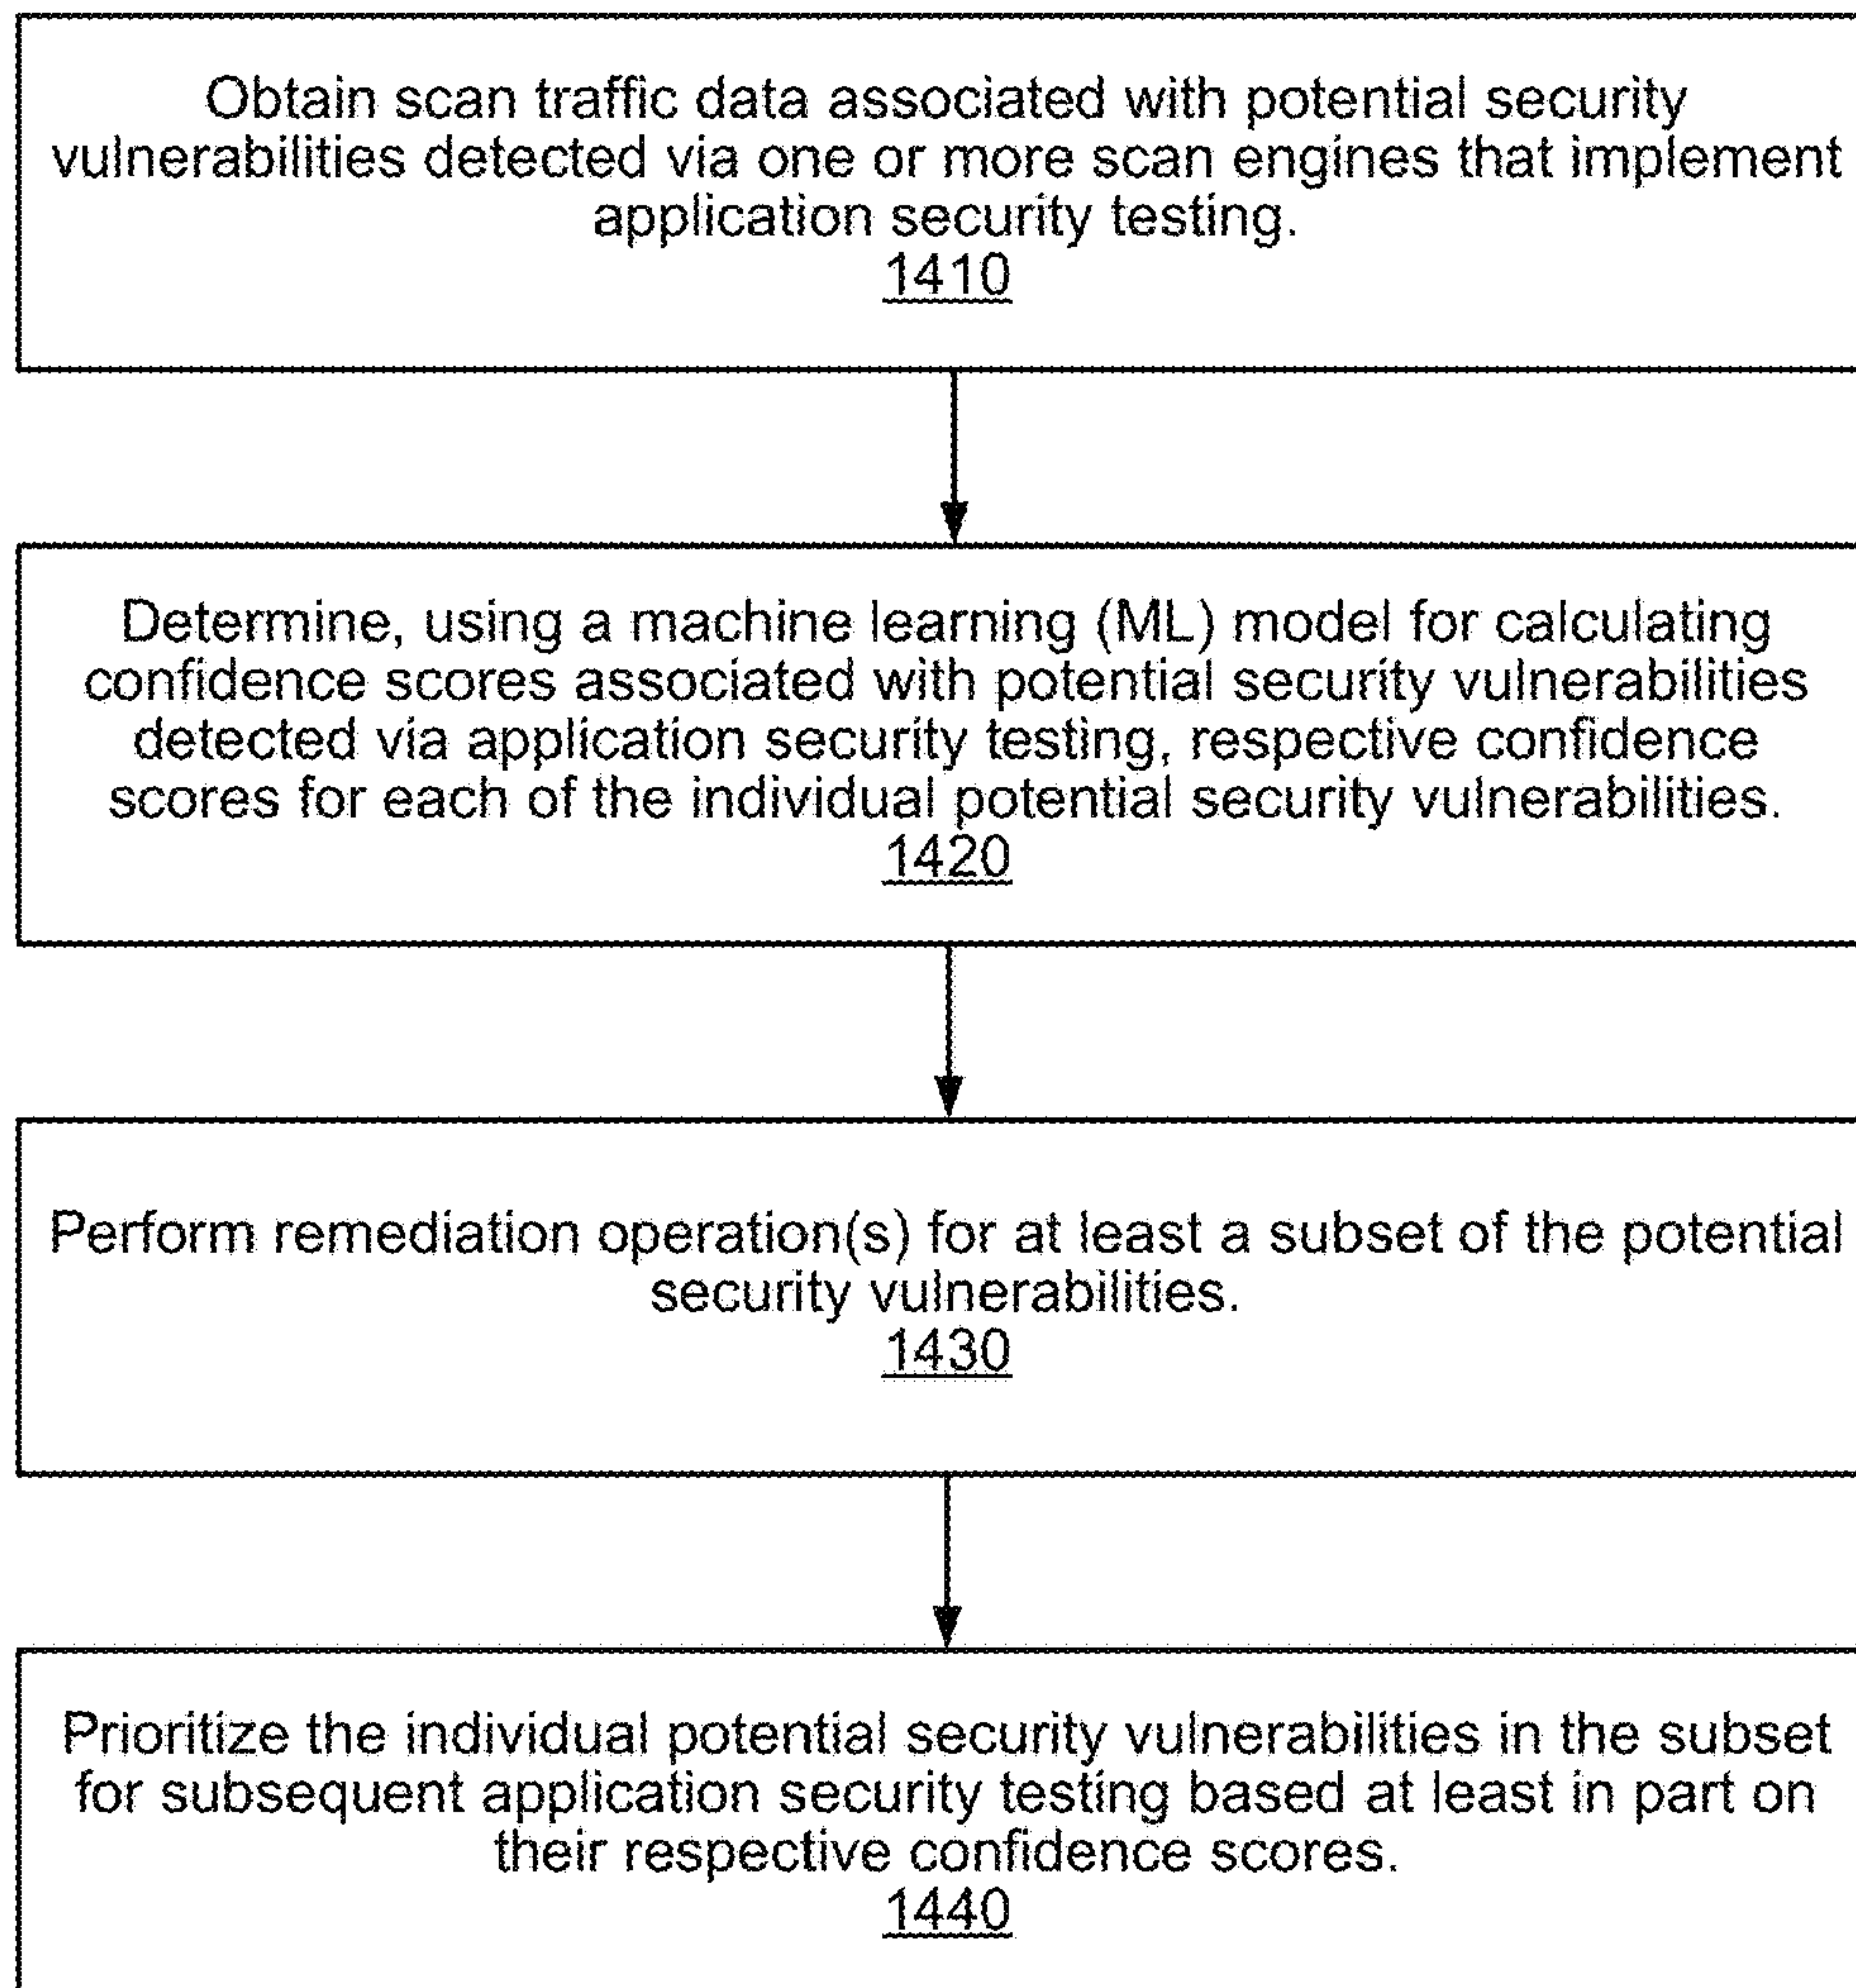 Obtain scan traffic data associated with potential security
vulnerabilities detected via one or more scan engines that implement
application security testing.
1410
Determine, using a machine learning (ML) model for calculating
confidence scores associated with potential security vulnerabilities
detected via application security testing, respective confidence
scores for each of the individual potential security vulnerabilities.
1420
Perform remediation operation(s) for at least a subset of the potential
security vulnerabilities.
1430
Prioritize the individual potential security vulnerabilities in the subset
for subsequent application security testing based at least in part on
their respective confidence scores.
1440